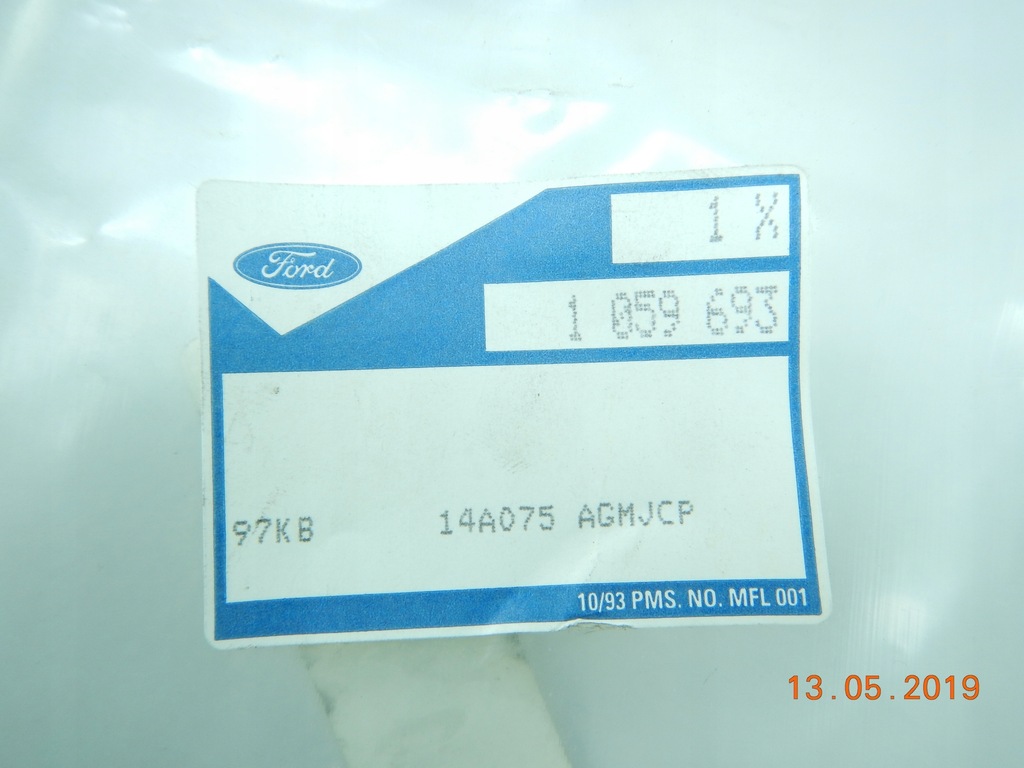 1 X
Ford
1 059 693
97KB 14A075 AGMJCP
10/93 PMS. NO. MFL 001
13.05.2019